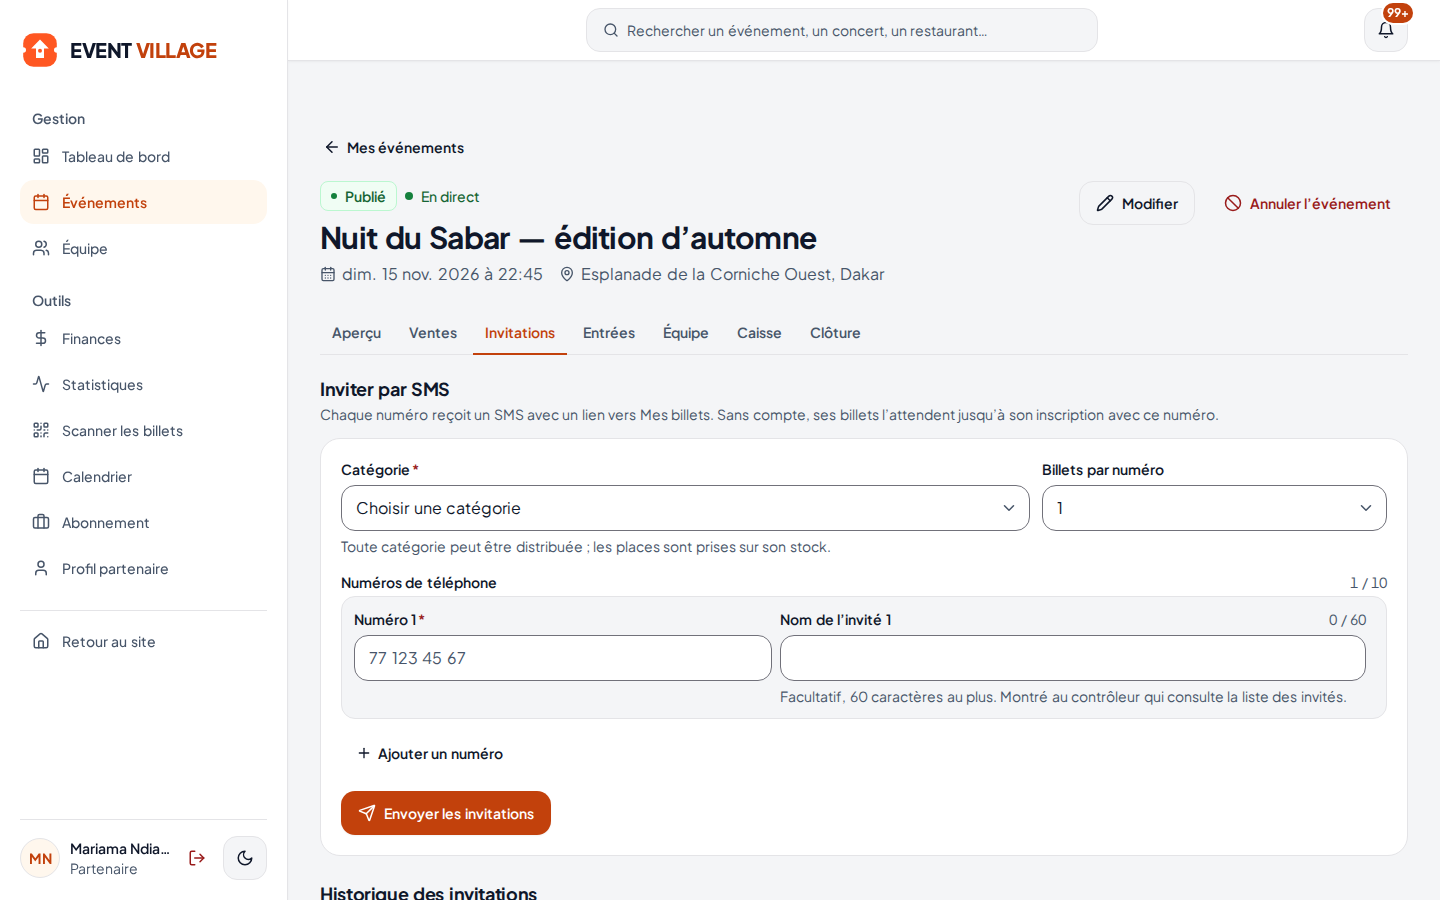 EVENT VILLAGE
Rechercher un événement, un concert, un restaurant...
99+
Gestion
Tableau de bord
Événements
Équipe
Outils
Finances
Statistiques
Scanner les billets
Calendrier
Abonnement
Profil partenaire
Retour au site
MN
Mariama Ndia...
Partenaire
Mes événements
Publié
En direct
Modifier
Annuler l’événement
Nuit du Sabar — édition d’automne
dim. 15 nov. 2026 à 22:45 Esplanade de la Corniche Ouest, Dakar
Aperçu Ventes Invitations Entrées Équipe Caisse Clôture
Inviter par SMS
Chaque numéro reçoit un SMS avec un lien vers Mes billets. Sans compte, ses billets l’attendent jusqu’à son inscription avec ce numéro.
Catégorie * Billets par numéro
Choisir une catégorie 1
Toute catégorie peut être distribuée ; les places sont prises sur son stock.
Numéros de téléphone 1 / 10
Numéro 1 * Nom de l’invité 1 0 / 60
77 123 45 67
Facultatif, 60 caractères au plus. Montré au contrôleur qui consulte la liste des invités.
Ajouter un numéro
Envoyer les invitations
Historique des invitations